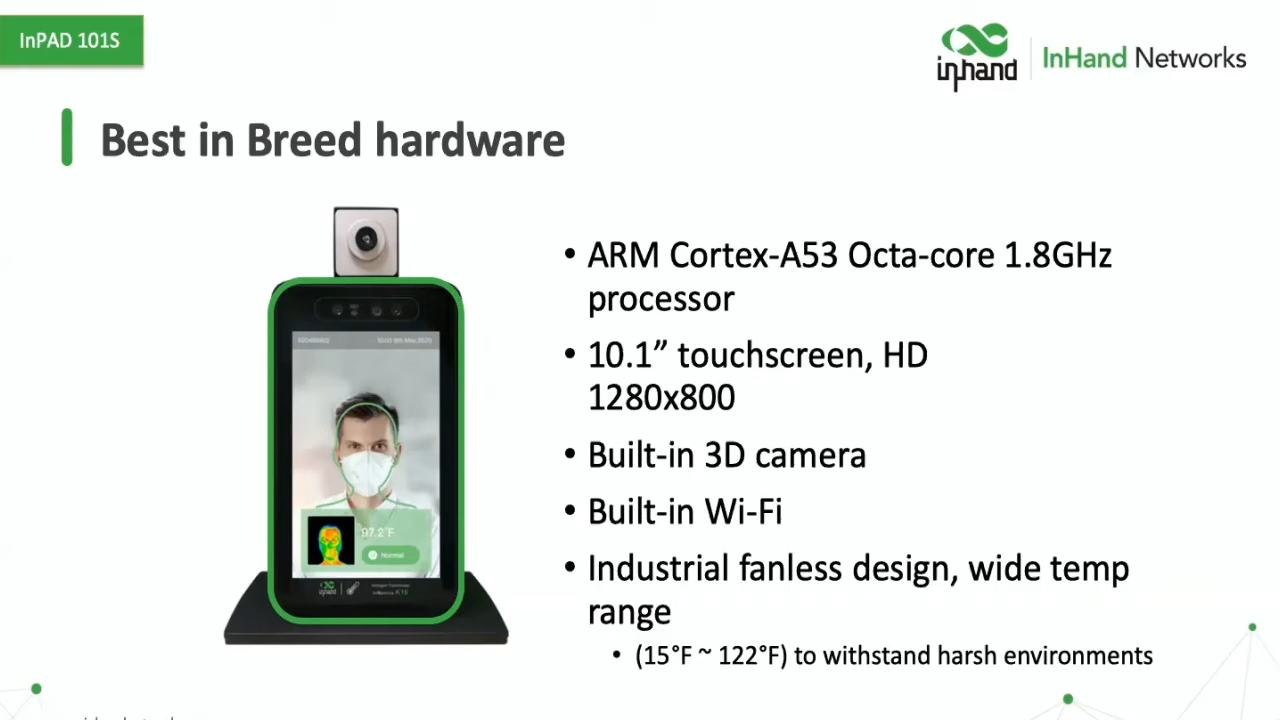 InPAD 101S
inhand
InHand Networks
Best in Breed hardware
• ARM Cortex-A53 Octa-core 1.8GHz
processor
• 10.1” touchscreen, HD
1280x800
• Built-in 3D camera
• Built-in Wi-Fi
• Industrial fanless design, wide temp
range
• (15°F ~ 122°F) to withstand harsh environments
97.2°F
Normal
inhand